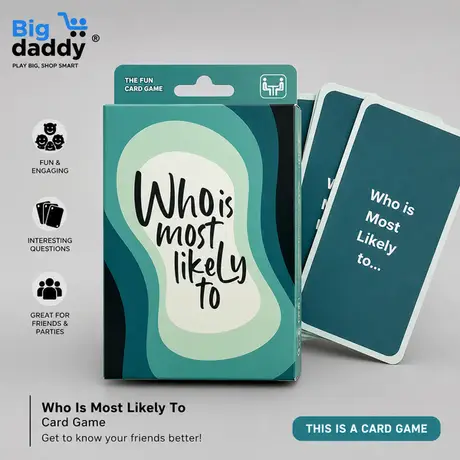 Big
daddy®
PLAY BIG, SHOP SMART
THE FUN
CARD GAME
FUN &
ENGAGING
INTERESTING
QUESTIONS
GREAT FOR
FRIENDS &
PARTIES
Who is
most
likely
to
Who is
Most
Likely
to...
Who Is Most Likely To
Card Game
Get to know your friends better!
THIS IS A CARD GAME